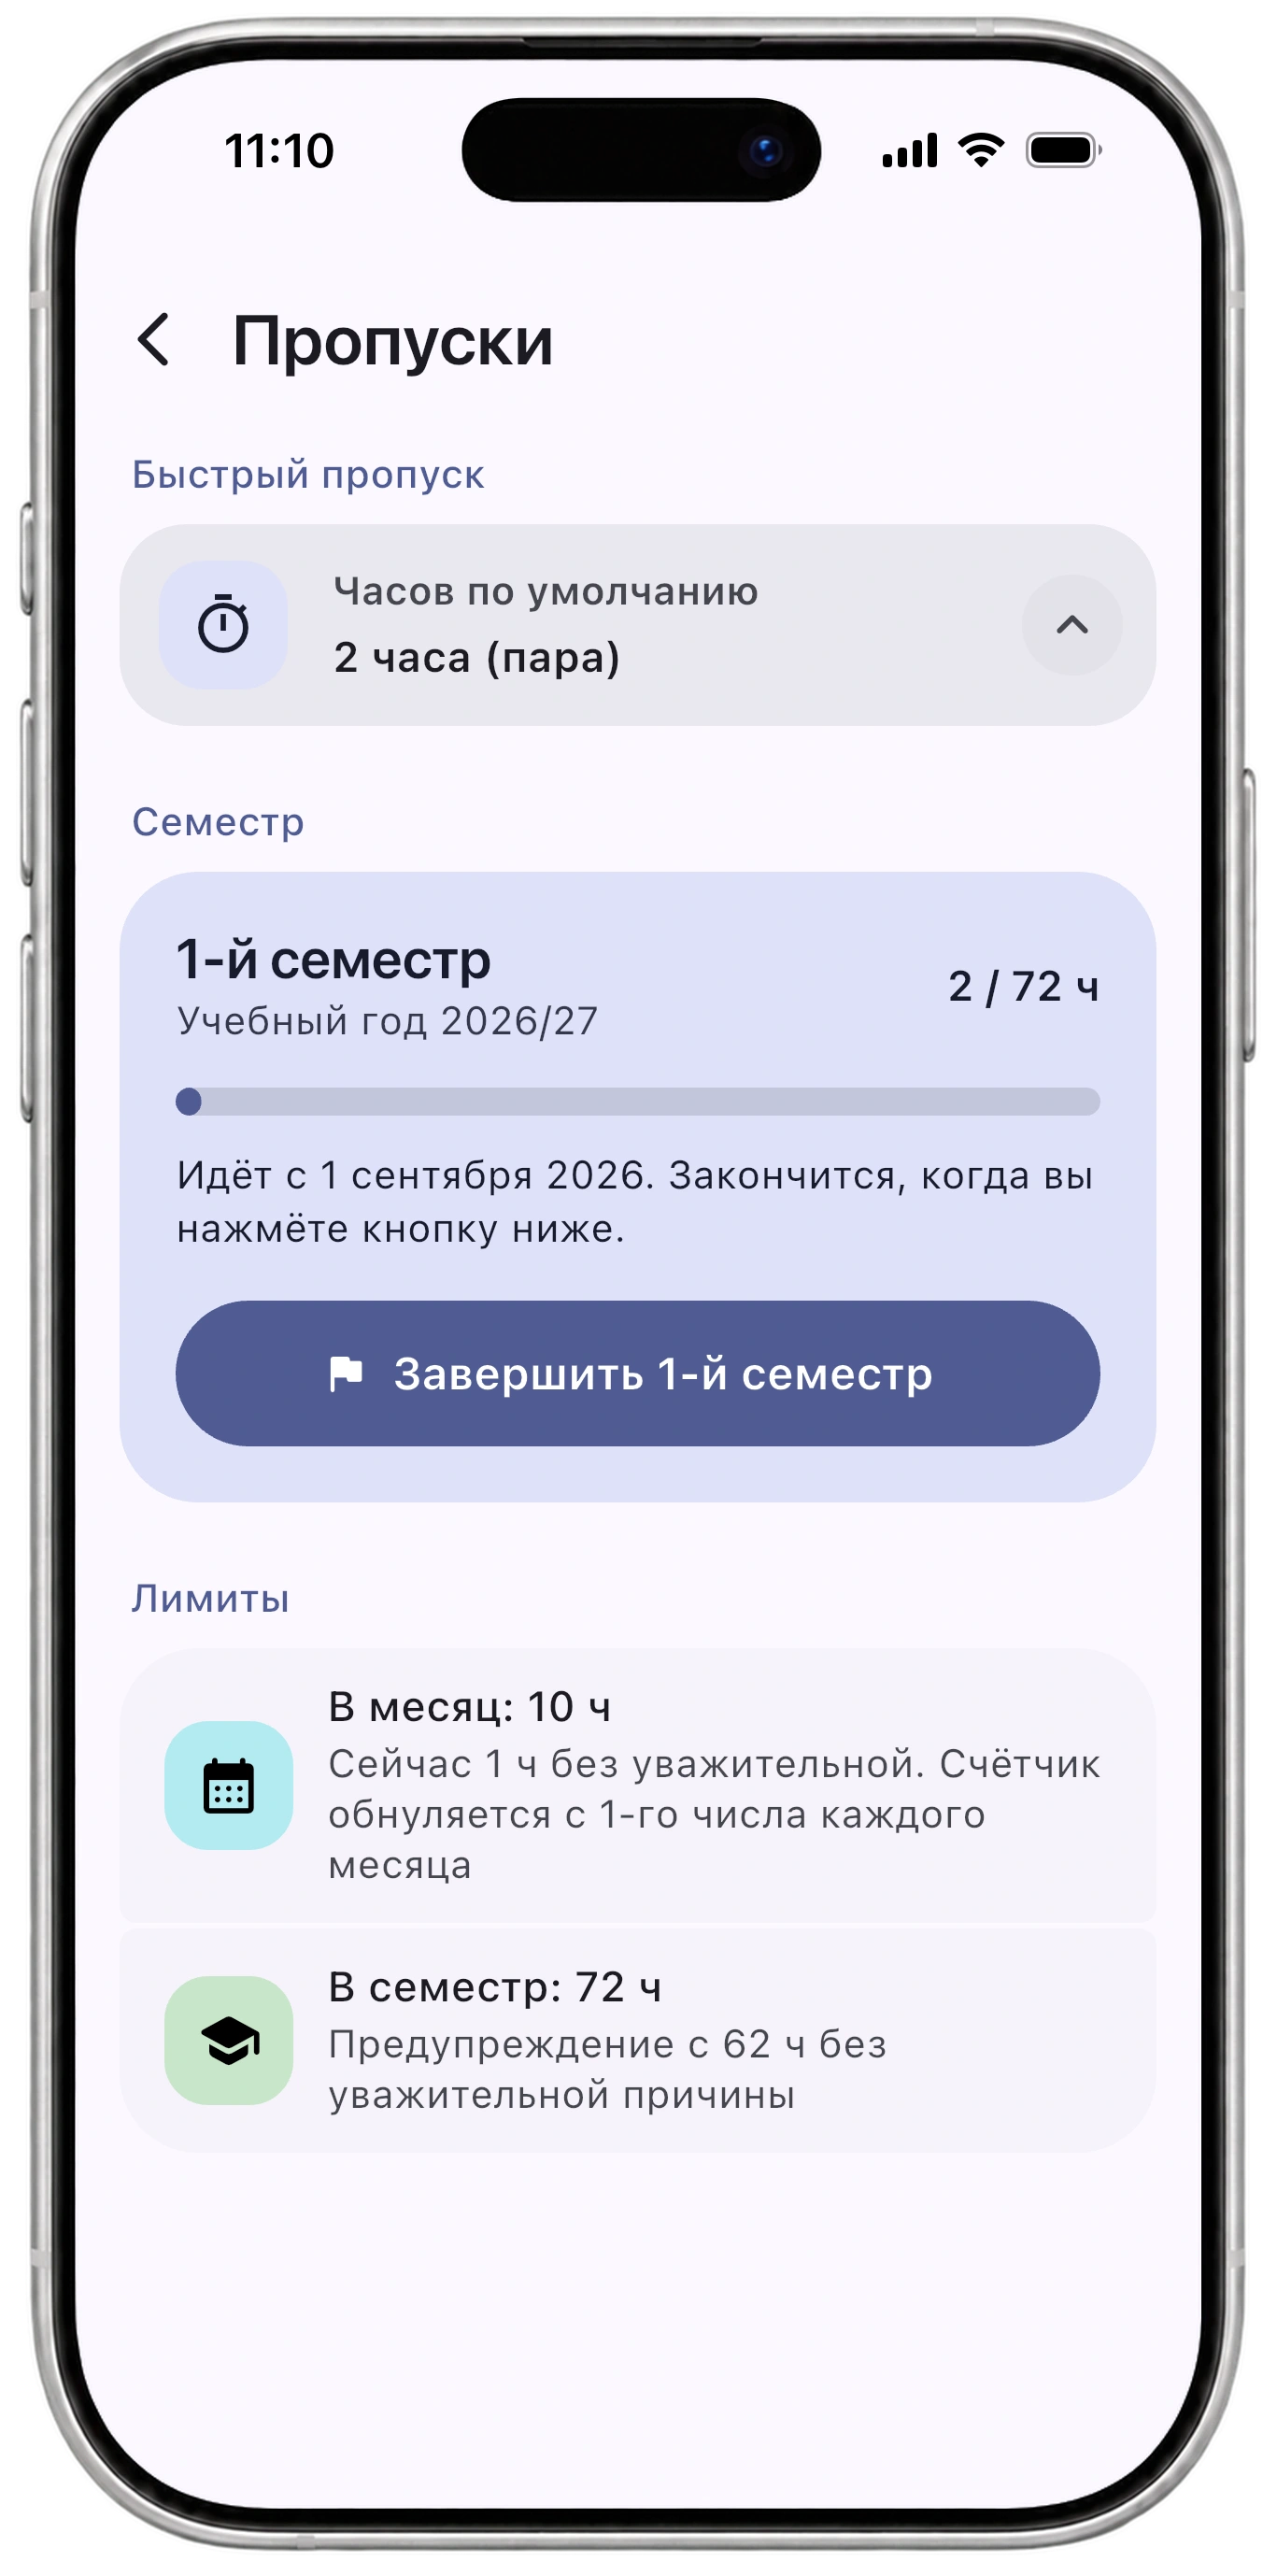 11:10
Пропуски
Быстрый пропуск
Часов по умолчанию
2 часа (пара)
Семестр
1-й семестр
2 / 72 ч
Учебный год 2026/27
Идёт с 1 сентября 2026. Закончится, когда вы
нажмёте кнопку ниже.
Завершить 1-й семестр
Лимиты
В месяц: 10 ч
Сейчас 1 ч без уважительной. Счётчик
обнуляется с 1-го числа каждого
месяца
В семестр: 72 ч
Предупреждение с 62 ч без
уважительной причины